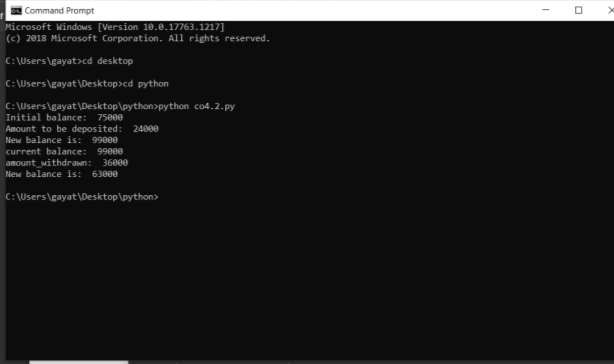 Command Prompt
Microsoft Windows [Version 10.0.17763.1217]
(c) 2018 Microsoft Corporation. All rights reserved.
C:\Users\gayat>cd desktop
C:\Users\gayat\Desktop>cd python
C:\Users\gayat\Desktop\python>python co4.2.py
Initial balance:  75000
Amount to be deposited:  24000
New balance is:  99000
current balance:  99000
amount_withdrawn:  36000
New balance is:  63000
C:\Users\gayat\Desktop\python>